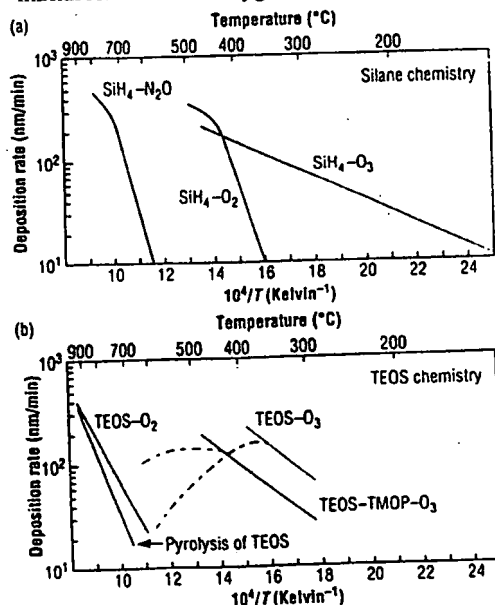 (a)
Temperature (°C)
900 700 500 400 300 200
Deposition rate (nm/min)
10³
10²
10¹
Silane chemistry
SiH₄–N₂O
SiH₄–O₂
SiH₄–O₃
10 12 14 16 18 20 22 24
10⁴/T (Kelvin⁻¹)
(b)
Temperature (°C)
900 700 600 500 400 300 200
Deposition rate (nm/min)
10³
10²
10¹
TEOS chemistry
TEOS–O₂
TEOS–O₃
TEOS–TMOP–O₃
Pyrolysis of TEOS
10 12 14 16 18 20 22 24
10⁴/T (Kelvin⁻¹)